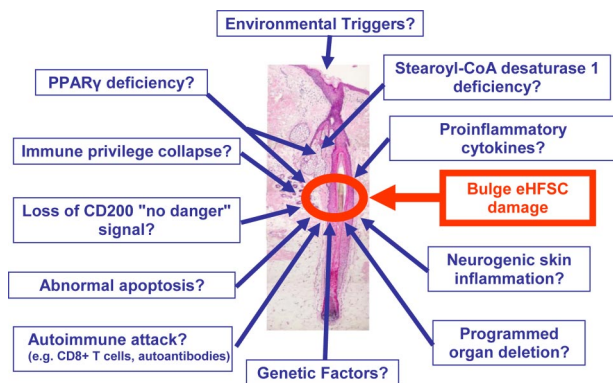 Environmental Triggers?
PPARγ deficiency?
Stearoyl-CoA desaturase 1
deficiency?
Immune privilege collapse?
Proinflammatory
cytokines?
Loss of CD200 "no danger"
signal?
Bulge eHFSC
damage
Abnormal apoptosis?
Neurogenic skin
inflammation?
Autoimmune attack?
(e.g. CD8+ T cells, autoantibodies)
Genetic Factors?
Programmed
organ deletion?